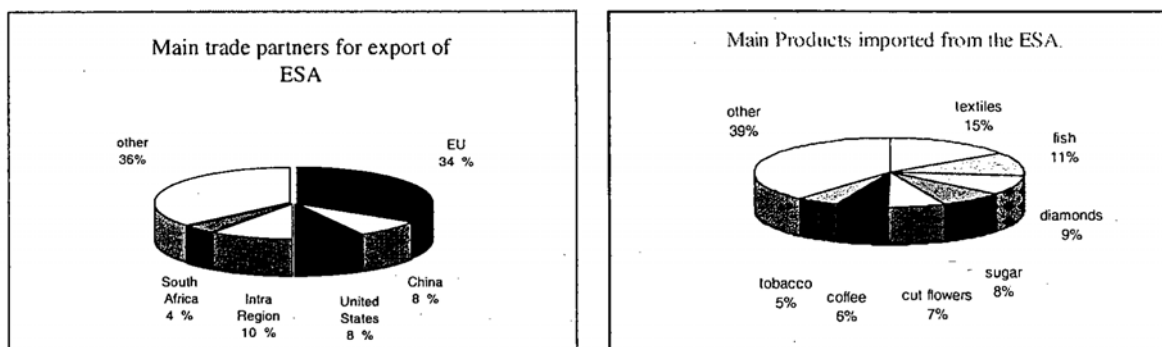 Main trade partners for export of
ESA
other
36%
EU
34 %
South
Africa
4 %
Intra
Region
10 %
United
States
8 %
China
8 %
Main Products imported from the ESA.
other
39%
textiles
15%
fish
11%
diamonds
9%
sugar
8%
cut flowers
7%
coffee
6%
tobacco
5%